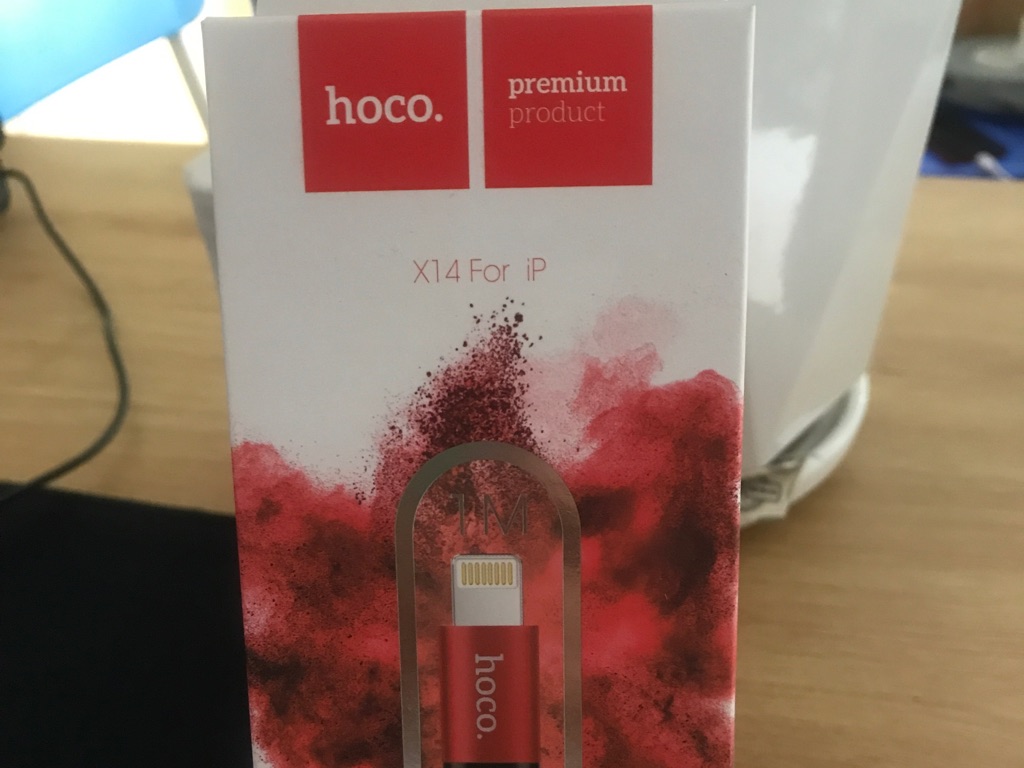 hoco.
premium
product
X14 For iP
1M
hoco.